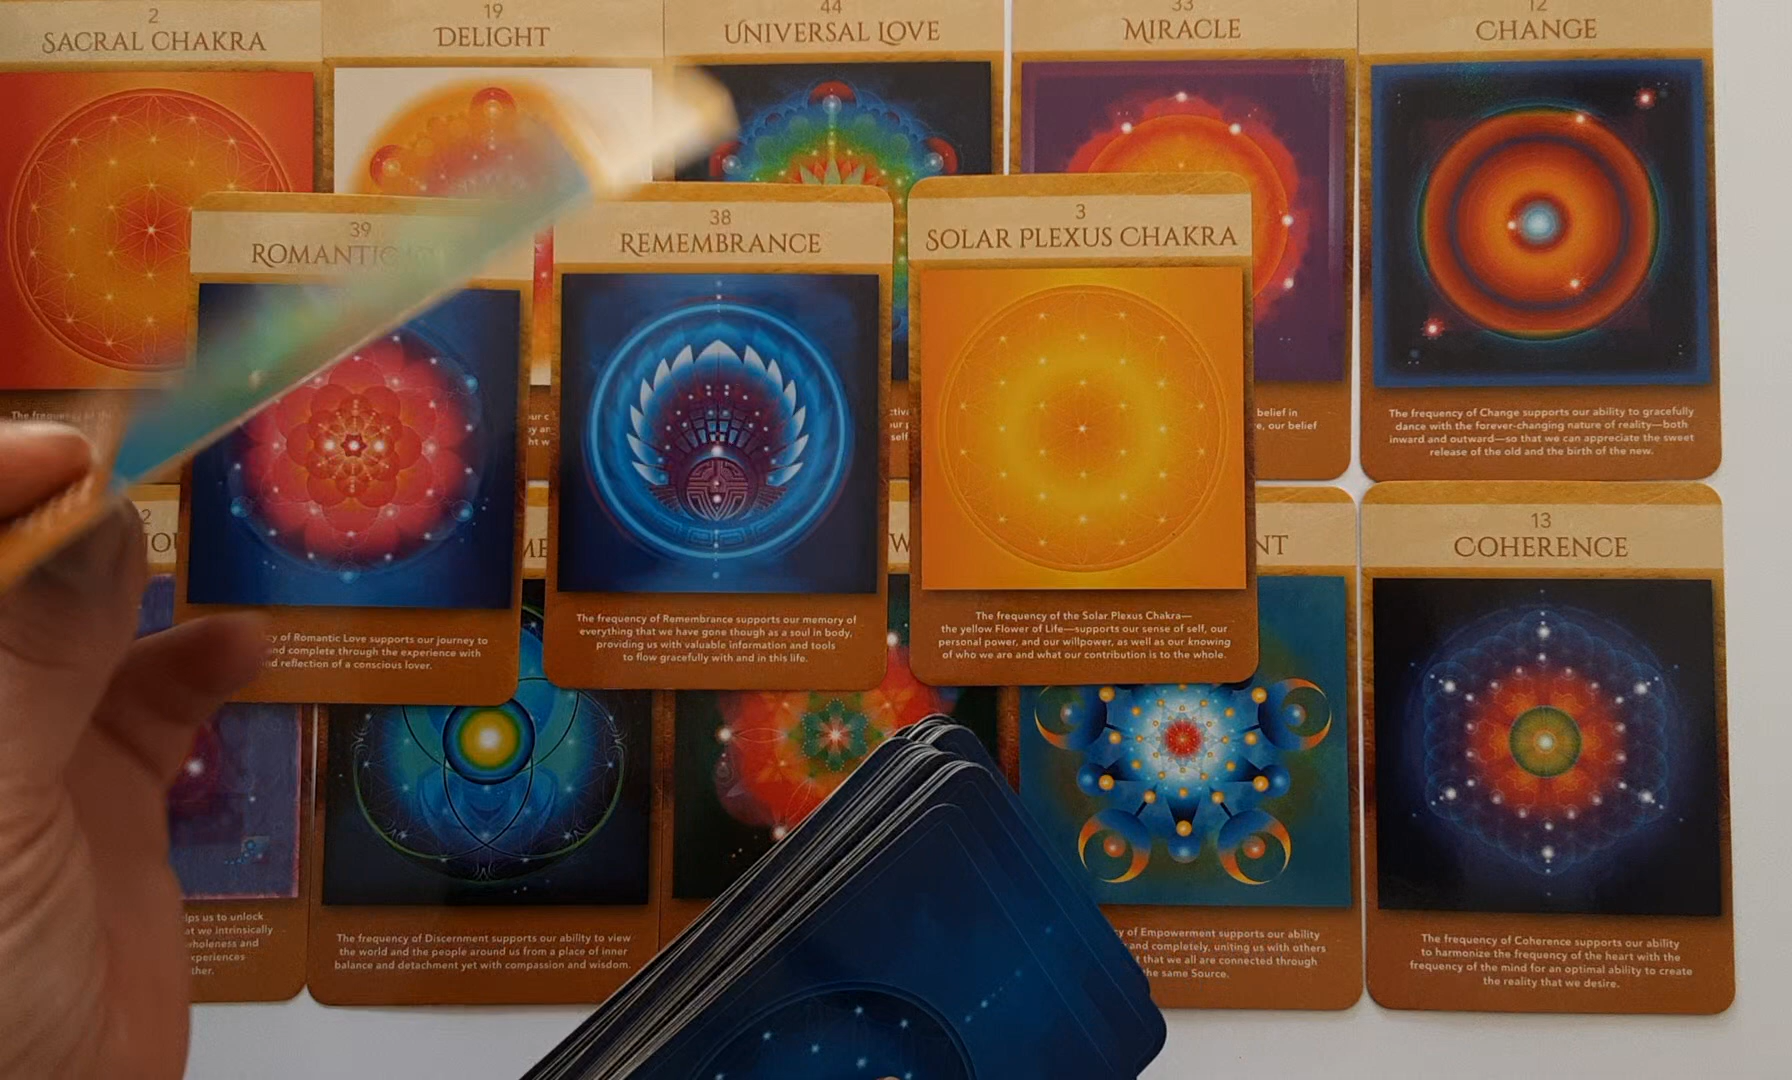 2
SACRAL CHAKRA
19
DELIGHT
44
UNIVERSAL LOVE
33
MIRACLE
12
CHANGE
The frequency of the
belief in
our belief
The frequency of Change supports our ability to gracefully
dance with the forever-changing nature of reality—both
inward and outward—so that we can appreciate the sweet
release of the old and the birth of the new.
39
ROMANTIC
of Romantic Love supports our journey to
and complete through the experience with
and reflection of a conscious lover.
38
REMEMBRANCE
The frequency of Remembrance supports our memory of
everything that we have gone though as a soul in body,
providing us with valuable information and tools
to flow gracefully with and in this life.
3
SOLAR PLEXUS CHAKRA
The frequency of the Solar Plexus Chakra—
the yellow Flower of Life—supports our sense of self, our
personal power, and our willpower, as well as our knowing
of who we are and what our contribution is to the whole.
2
ME
W
NT
13
COHERENCE
helps us to unlock
that we intrinsically
wholeness and
experiences
The frequency of Discernment supports our ability to view
the world and the people around us from a place of inner
balance and detachment yet with compassion and wisdom.
of Empowerment supports our ability
and completely, uniting us with others
that we all are connected through
the same Source.
The frequency of Coherence supports our ability
to harmonize the frequency of the heart with the
frequency of the mind for an optimal ability to create
the reality that we desire.